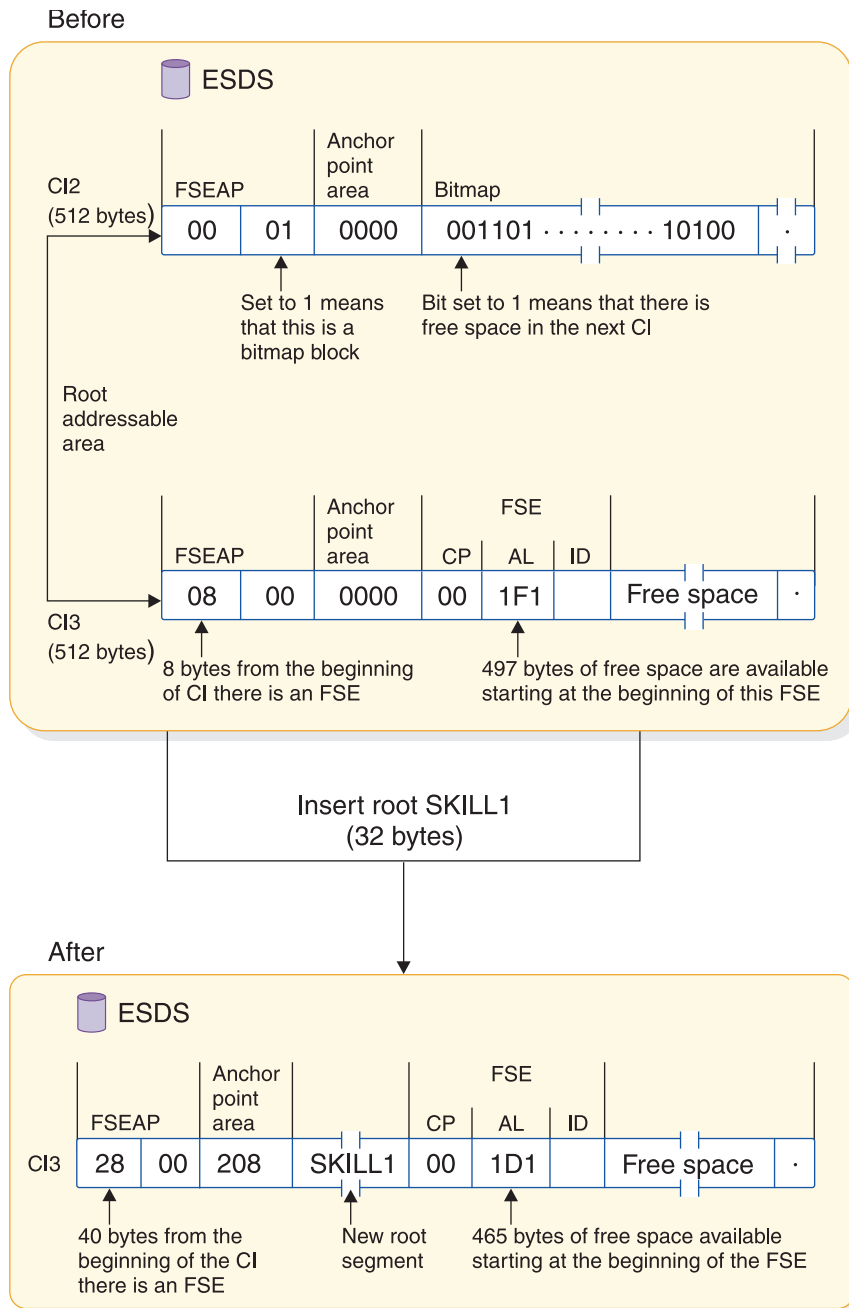 Before
ESDS
CI2
(512 bytes)
FSEAP
Anchor
point
area
Bitmap
00 01 0000 001101 · · · · · · · · 10100 ·
Set to 1 means
that this is a
bitmap block
Bit set to 1 means that there is
free space in the next CI
Root
addressable
area
FSEAP
Anchor
point
area
FSE
CP AL ID
08 00 0000 00 1F1 Free space ·
CI3
(512 bytes)
8 bytes from the beginning
of CI there is an FSE
497 bytes of free space are available
starting at the beginning of this FSE
Insert root SKILL1
(32 bytes)
After
ESDS
FSEAP
Anchor
point
area
FSE
CP AL ID
CI3
28 00 208 SKILL1 00 1D1 Free space ·
40 bytes from the
beginning of the CI
there is an FSE
New root
segment
465 bytes of free space available
starting at the beginning of the FSE